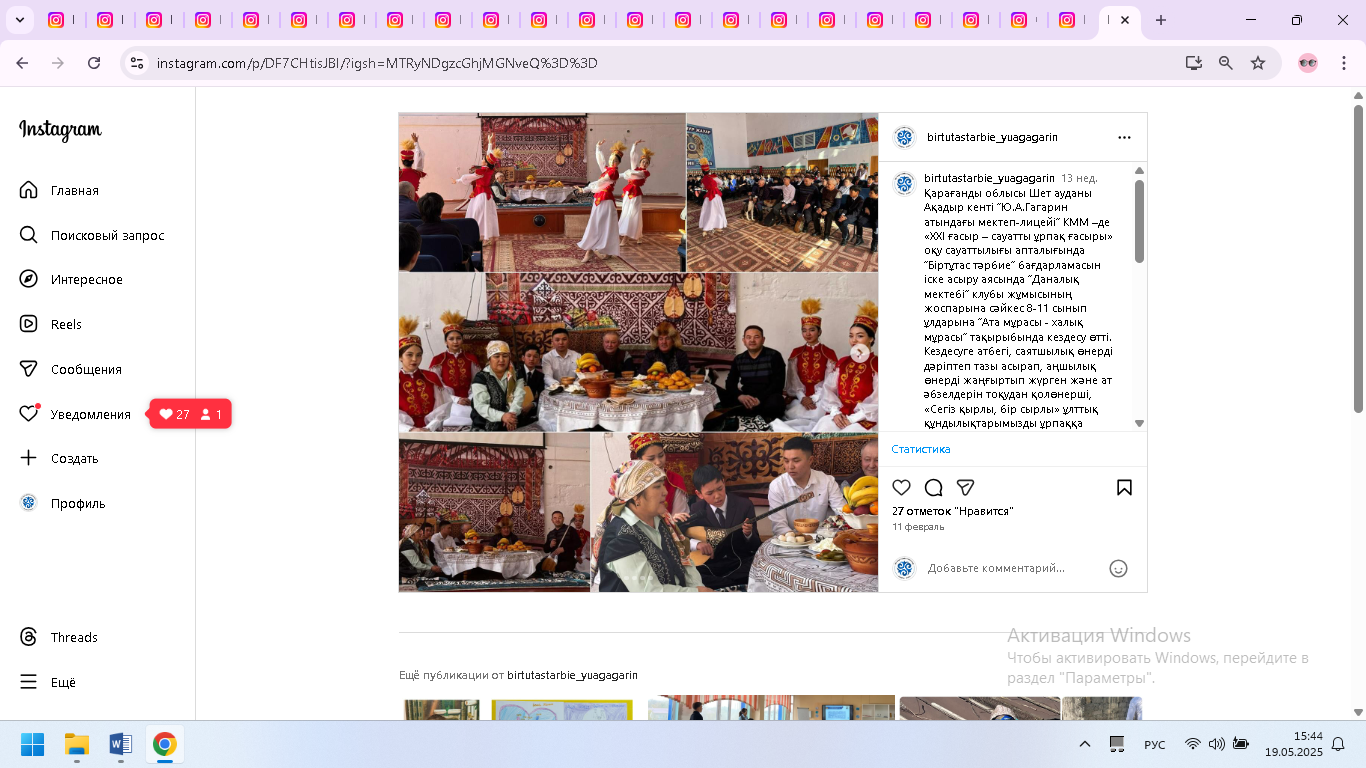 instagram.com/p/DF7CHtisJBI/?igsh=MTRyNDgzcGhjMGNveQ%3D%3D
Instagram
Главная
Поисковый запрос
Интересное
Reels
Сообщения
Уведомления
27 1
Создать
Профиль
Threads
Ещё
birtutastarbie_yuagagarin
birtutastarbie_yuagagarin 13 нед.
Қарағанды облысы Шет ауданы
Ақадыр кенті "Ю.А.Гагарин
атындағы мектеп-лицейі" КММ –де
«XXI ғасыр – сауатты ұрпақ ғасыры»
оқу сауаттылығы апталығында
"Біртұтас тәрбие" бағдарламасын
іске асыру аясында "Даналық
мектебі" клубы жұмысының
жоспарына сәйкес 8-11 сынып
ұлдарына "Ата мұрасы - халық
мұрасы" тақырыбында кездесу өтті.
Кездесуге атбегі, саятшылық өнерді
дәріптеп тазы асырап, аңшылық
өнерді жаңғыртып жүрген және ат
әбзелдерін тоқудан қолөнерші,
«Сегіз қырлы, бір сырлы» ұлттық
құндылықтарымызды ұрпаққа
Статистика
27 отметок "Нравится"
11 февраль
Добавьте комментарий...
Ещё публикации от birtutastarbie_yuagagarin
Активация Windows
Чтобы активировать Windows, перейдите в
раздел "Параметры".
РУС
15:44
19.05.2025